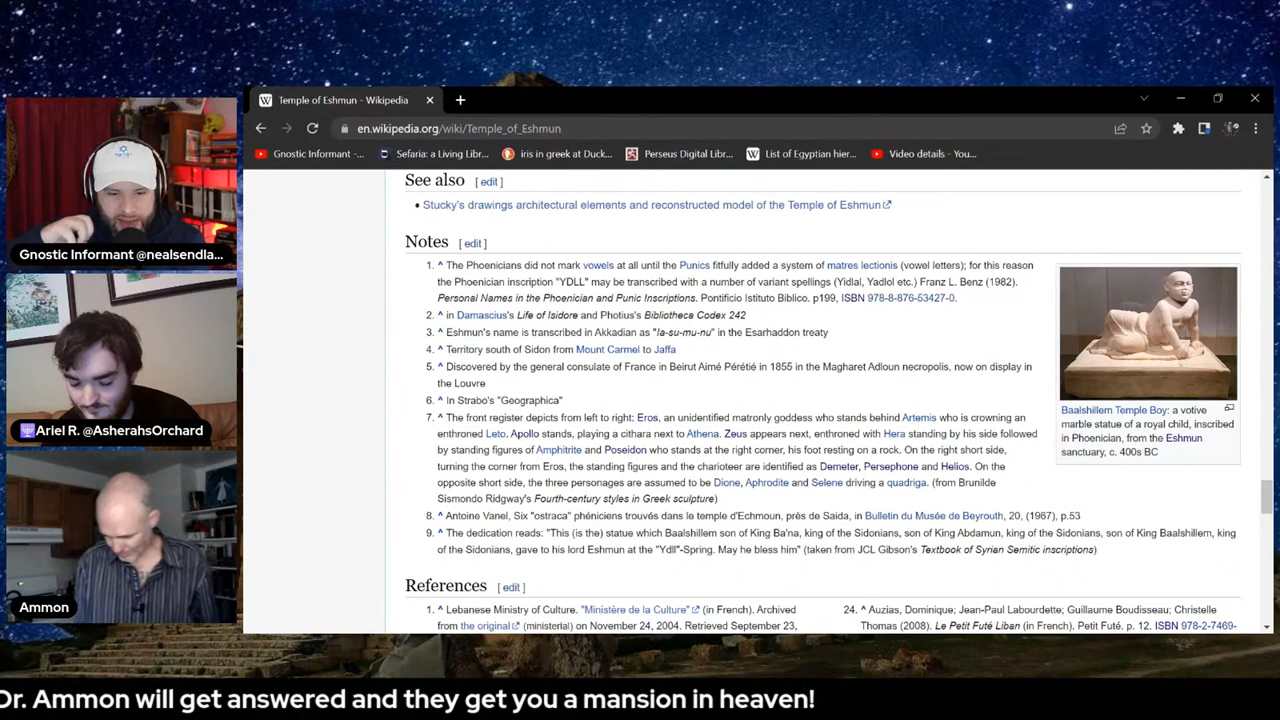 Temple of Eshmun - Wikipedia
en.wikipedia.org/wiki/Temple_of_Eshmun
Gnostic Informant -...
Sefaria: a Living Libr...
iris in greek at Duck...
Perseus Digital Libr...
List of Egyptian hier...
Video details - You...
See also [ edit ]
Stucky's drawings architectural elements and reconstructed model of the Temple of Eshmun
Notes [ edit ]
1. ^ The Phoenicians did not mark vowels at all until the Punics fitfully added a system of matres lectionis (vowel letters); for this reason
the Phoenician inscription "YDLL" may be transcribed with a number of variant spellings (Yidlal, Yadlol etc.) Franz L. Benz (1982).
Personal Names in the Phoenician and Punic Inscriptions. Pontificio Istituto Biblico. p199, ISBN 978-8-876-53427-0.
2. ^ in Damascius's Life of Isidore and Photius's Bibliotheca Codex 242
3. ^ Eshmun's name is transcribed in Akkadian as "Ia-su-mu-nu" in the Esarhaddon treaty
4. ^ Territory south of Sidon from Mount Carmel to Jaffa
5. ^ Discovered by the general consulate of France in Beirut Aimé Pérétié in 1855 in the Magharet Adloun necropolis, now on display in
the Louvre
6. ^ In Strabo's "Geographica"
7. ^ The front register depicts from left to right: Eros, an unidentified matronly goddess who stands behind Artemis who is crowning an
enthroned Leto. Apollo stands, playing a cithara next to Athena. Zeus appears next, enthroned with Hera standing by his side followed
by standing figures of Amphitrite and Poseidon who stands at the right corner, his foot resting on a rock. On the right short side,
turning the corner from Eros, the standing figures and the charioteer are identified as Demeter, Persephone and Helios. On the
opposite short side, the three personages are assumed to be Dione, Aphrodite and Selene driving a quadriga. (from Brunilde
Sismondo Ridgway's Fourth-century styles in Greek sculpture)
8. ^ Antoine Vanel, Six "ostraca" phéniciens trouvés dans le temple d'Echmoun, près de Saida, in Bulletin du Musée de Beyrouth, 20, (1967), p.53
9. ^ The dedication reads: "This (is the) statue which Baalshillem son of King Ba'na, king of the Sidonians, son of King Abdamun, king of the Sidonians, son of King Baalshillem, king
of the Sidonians, gave to his lord Eshmun at the "Ydll"-Spring. May he bless him" (taken from JCL Gibson's Textbook of Syrian Semitic inscriptions)
Baalshillem Temple Boy: a votive
marble statue of a royal child, inscribed
in Phoenician, from the Eshmun
sanctuary, c. 400s BC
References [ edit ]
1. ^ Lebanese Ministry of Culture. "Ministère de la Culture" (in French). Archived
from the original (ministerial) on November 24, 2004. Retrieved September 23,
24. ^ Auzias, Dominique; Jean-Paul Labourdette; Guillaume Boudisseau; Christelle
Thomas (2008). Le Petit Futé Liban (in French). Petit Futé. p. 12. ISBN 978-2-7469-
Gnostic Informant @nealsendla...
Ariel R. @AsherahsOrchard
Ammon
Dr. Ammon will get answered and they get you a mansion in heaven!